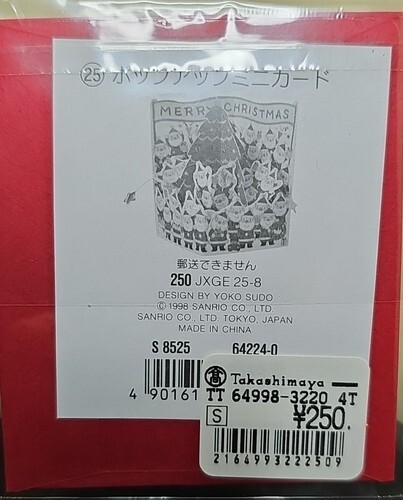 ㉕ ポップアップミニカード
MERRY CHRISTMAS
郵送できません
250 JXGE 25-8
DESIGN BY YOKO SUDO
© 1998 SANRIO CO., LTD
SANRIO CO., LTD. TOKYO, JAPAN
MADE IN CHINA
S 8525 64224-0
4 90161
髙 Takashimaya
TT 64998-3220 4T
S ¥250.
2164993222509